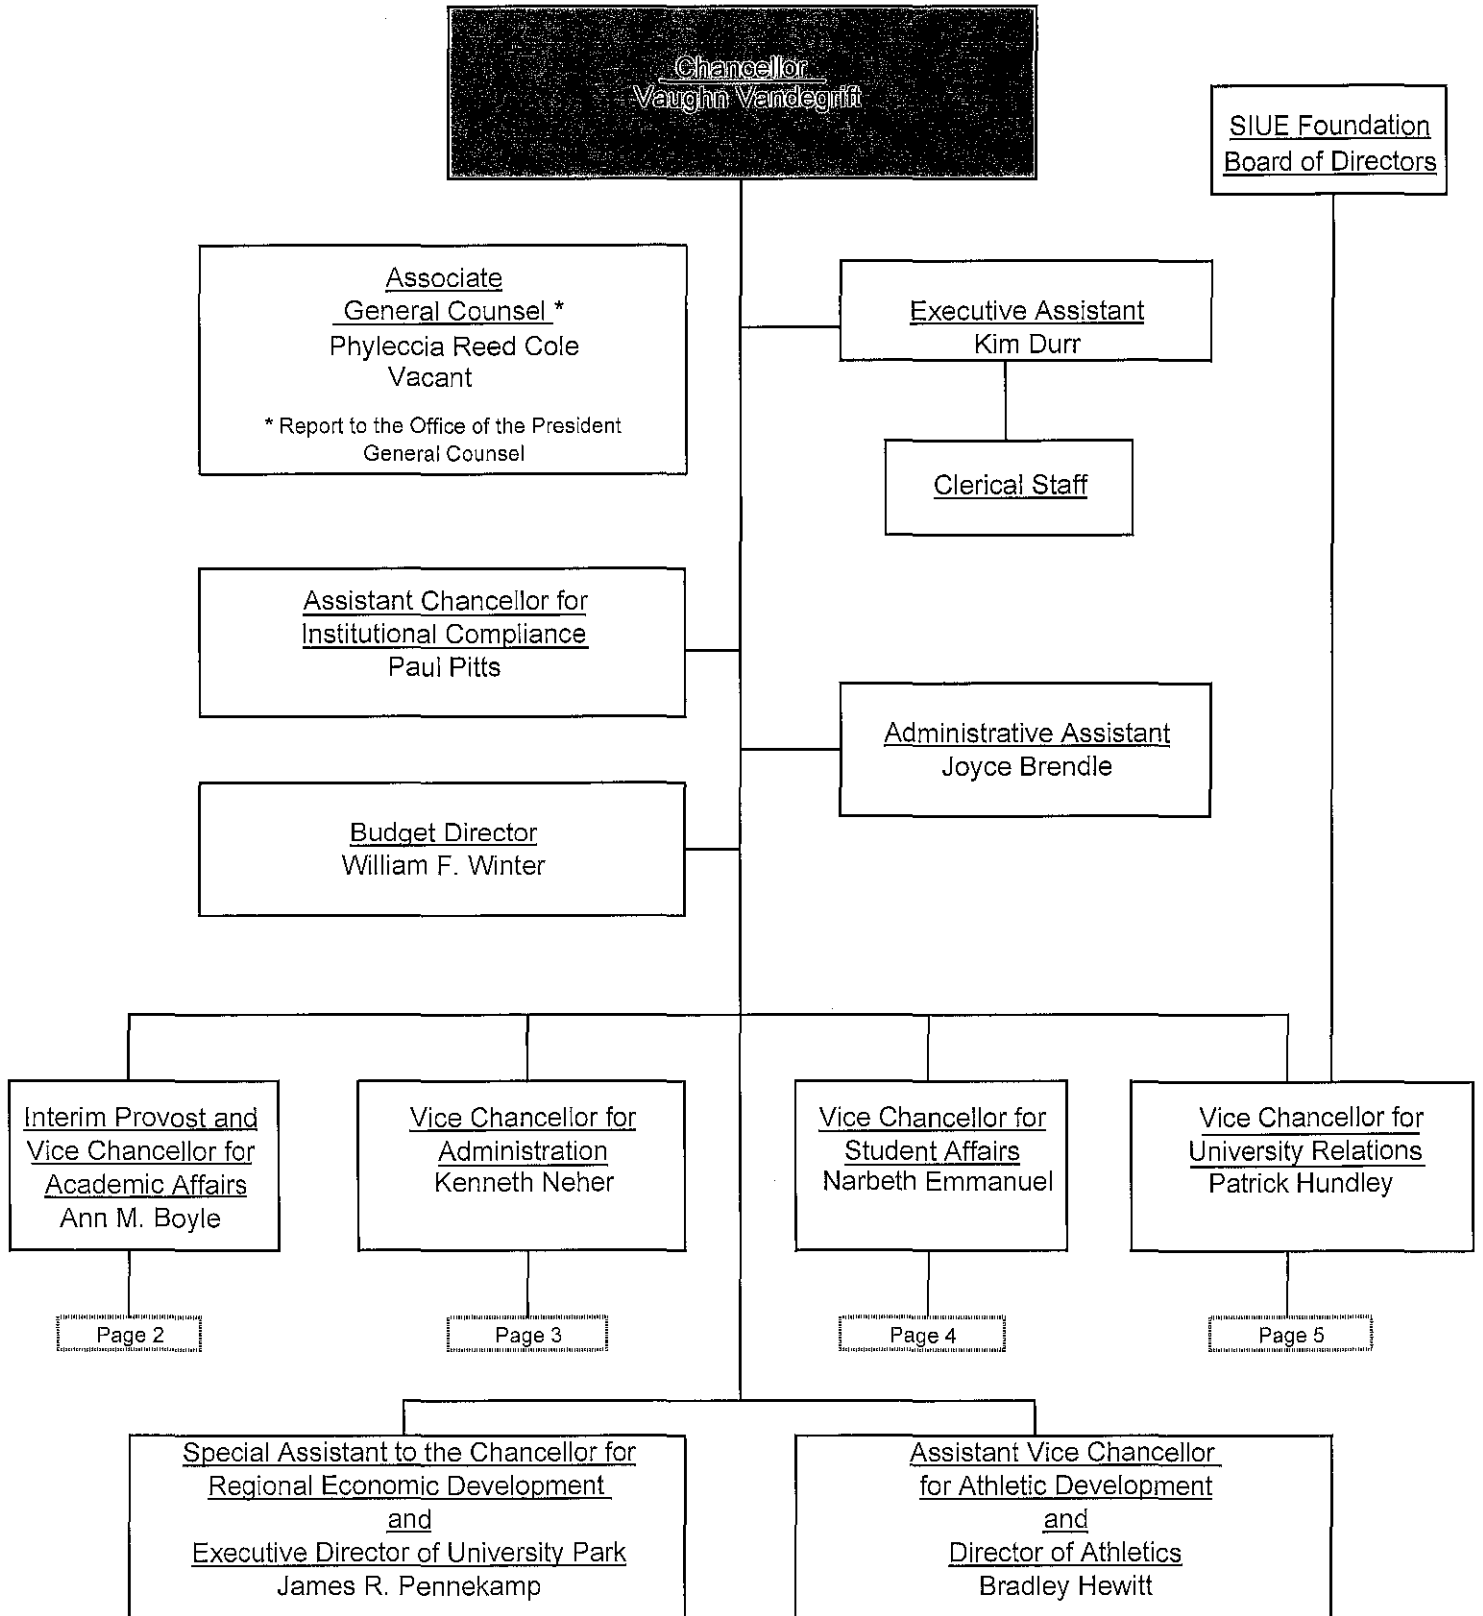 Chancellor
Vaughn Vandegrift
SIUE Foundation
Board of Directors
Associate
General Counsel *
Phyleccia Reed Cole
Vacant
* Report to the Office of the President
General Counsel
Executive Assistant
Kim Durr
Clerical Staff
Assistant Chancellor for
Institutional Compliance
Paul Pitts
Administrative Assistant
Joyce Brendle
Budget Director
William F. Winter
Interim Provost and
Vice Chancellor for
Academic Affairs
Ann M. Boyle
Vice Chancellor for
Administration
Kenneth Neher
Vice Chancellor for
Student Affairs
Narbeth Emmanuel
Vice Chancellor for
University Relations
Patrick Hundley
Page 2
Page 3
Page 4
Page 5
Special Assistant to the Chancellor for
Regional Economic Development
and
Executive Director of University Park
James R. Pennekamp
Assistant Vice Chancellor
for Athletic Development
and
Director of Athletics
Bradley Hewitt